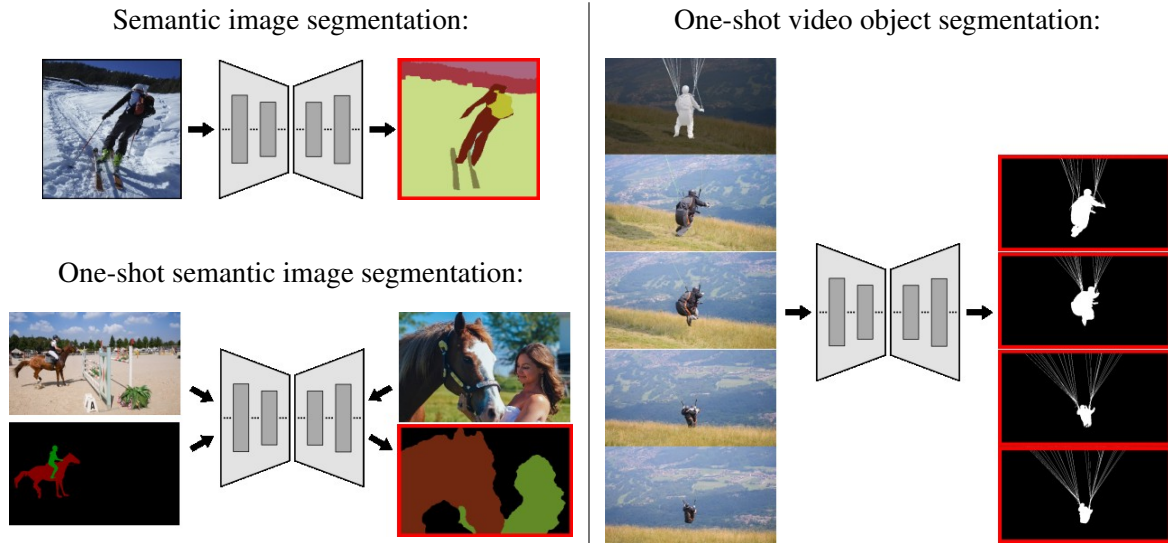 Semantic image segmentation:
One-shot semantic image segmentation:
A
One-shot video object segmentation: